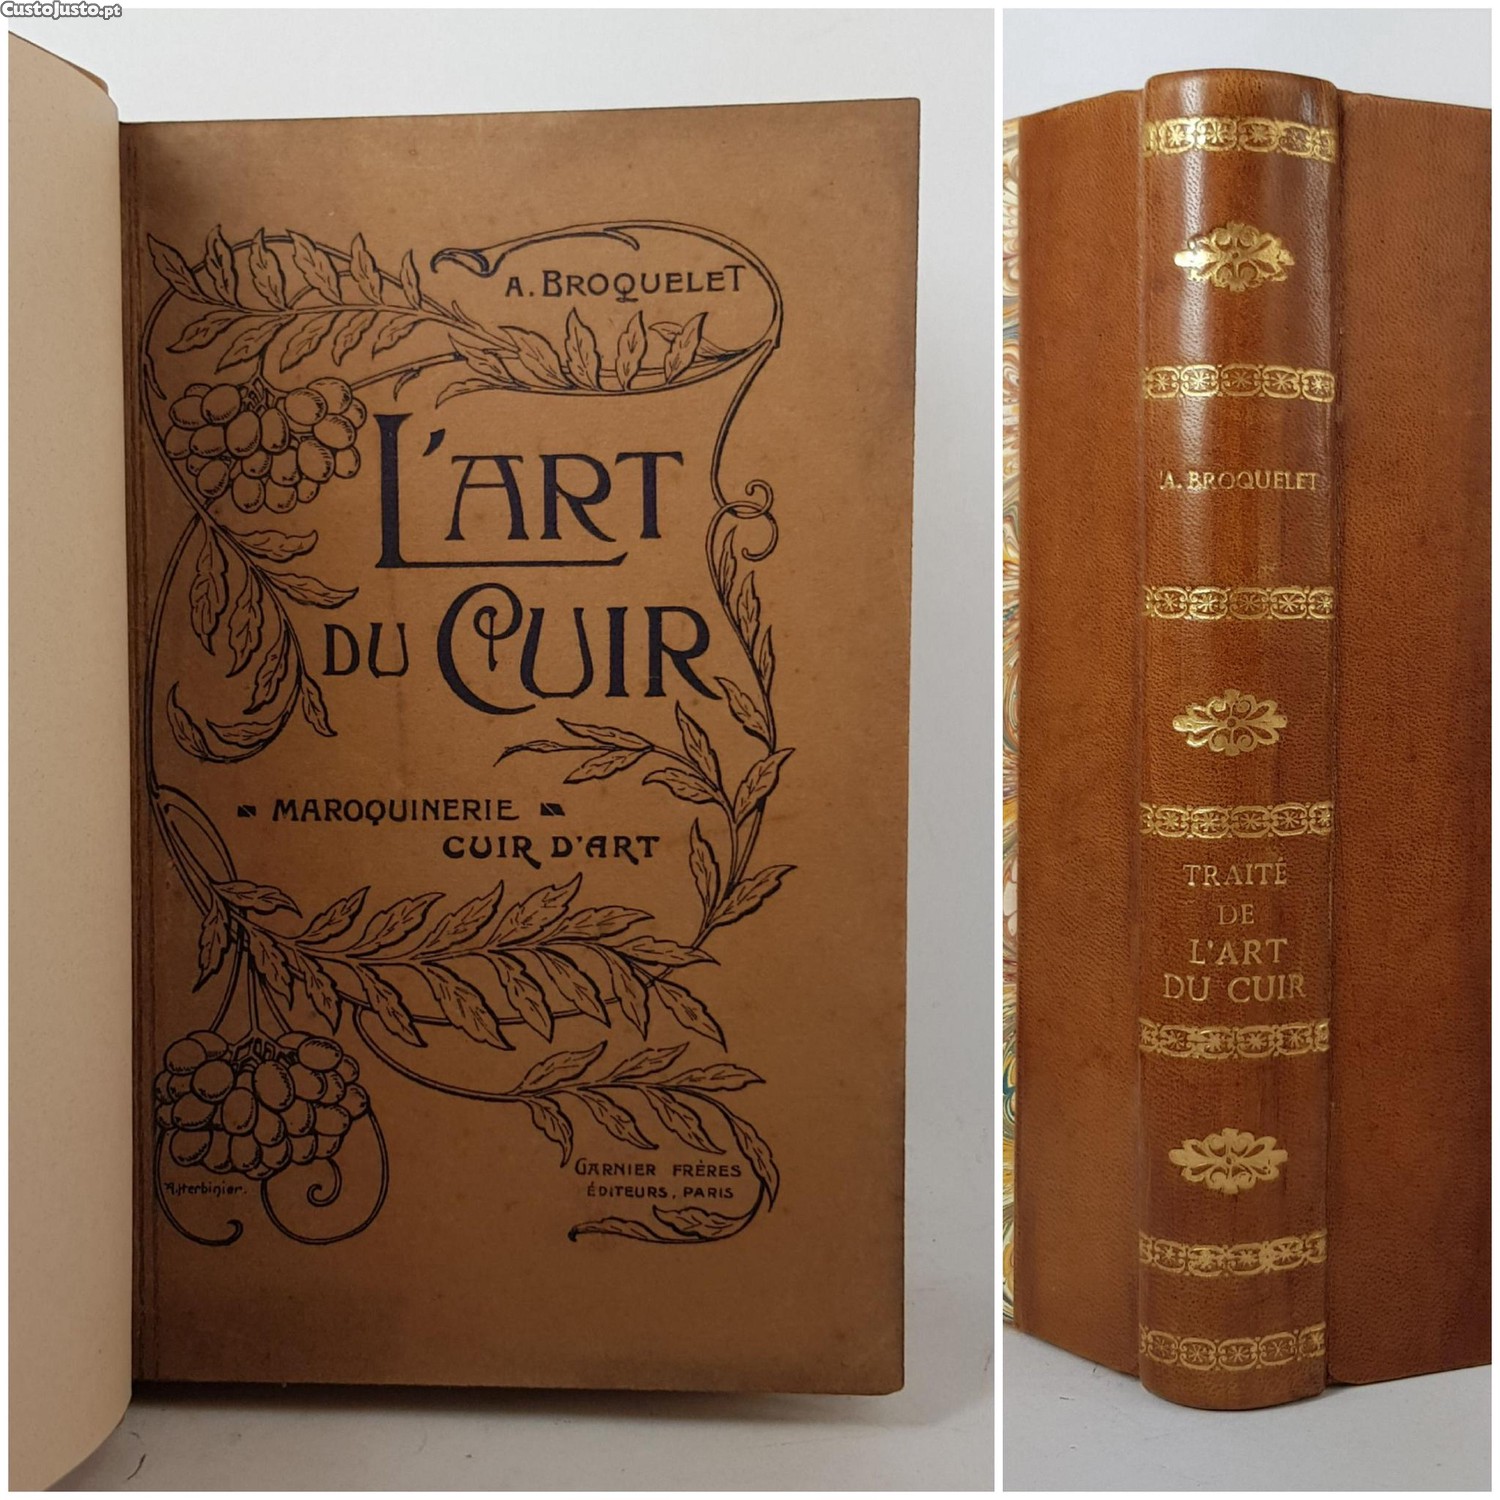 CustoJusto.pt
A. BROQUELET
L'ART
DU CUIR
MAROQUINERIE
CUIR D'ART
GARNIER FRÈRES
ÉDITEURS, PARIS
A. Herbinier.
A. BROQUELET
TRAITÉ
DE
L'ART
DU CUIR